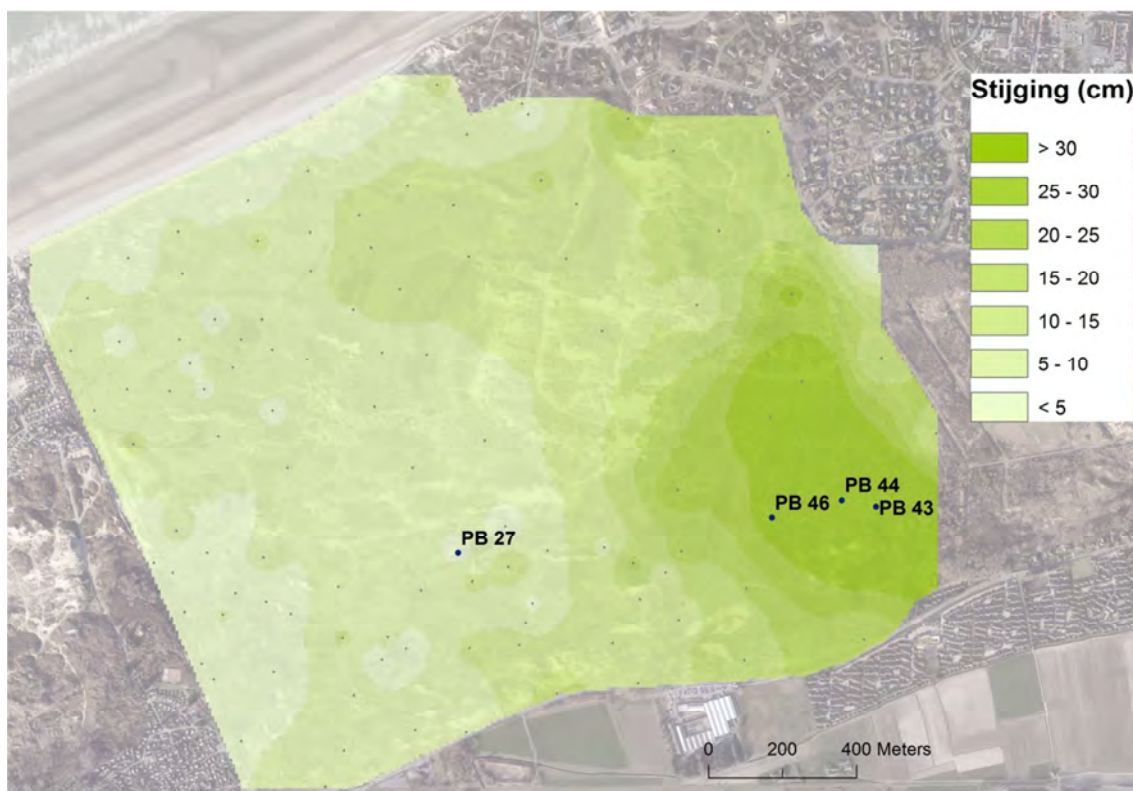 Stijging (cm)
> 30
25 - 30
20 - 25
15 - 20
10 - 15
5 - 10
< 5
PB 44
PB 46
PB 43
PB 27
0 200 400 Meters